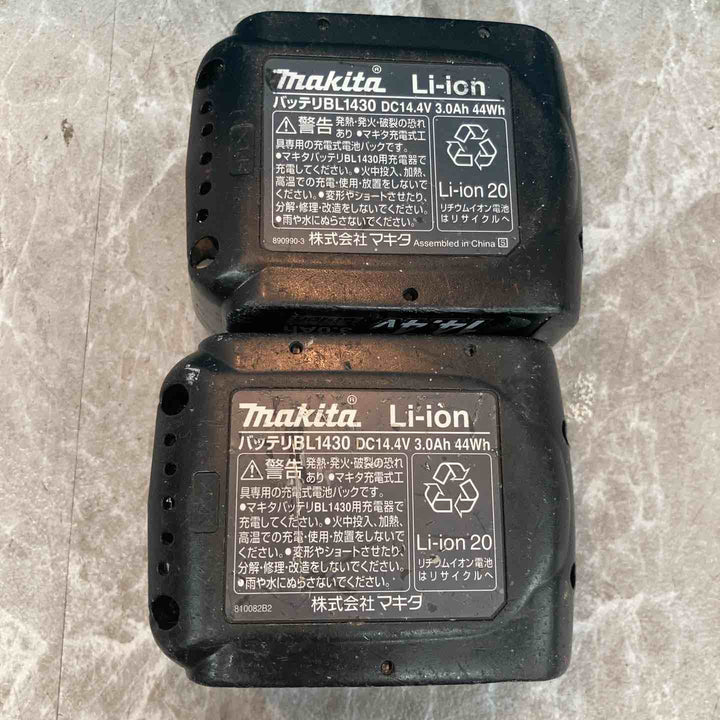 makita® Li-ion
バッテリBL1430 DC14.4V 3.0Ah 44Wh
警告 発熱・発火・破裂の恐れ
あり ●マキタ充電式工
具専用の充電式電池パックです。
●マキタバッテリBL1430用充電器で
充電してください。●火中投入、加熱、
高温での充電・使用・放置をしないで
ください。●変形やショートさせたり、
分解・修理・改造をしないでください。
●雨や水にぬらさないでください。
Li-ion 20
リチウムイオン電池
はリサイクルへ
890990-3 株式会社マキタ Assembled in China S
14.4V
3.0Ah
makita® Li-ion
バッテリBL1430 DC14.4V 3.0Ah 44Wh
警告 発熱・発火・破裂の恐れ
あり ●マキタ充電式工
具専用の充電式電池パックです。
●マキタバッテリBL1430用充電器で
充電してください。●火中投入、加熱、
高温での充電・使用・放置をしないで
ください。●変形やショートさせたり、
分解・修理・改造をしないでください。
●雨や水にぬらさないでください。
Li-ion 20
リチウムイオン電池
はリサイクルへ
810082B2 株式会社マキタ